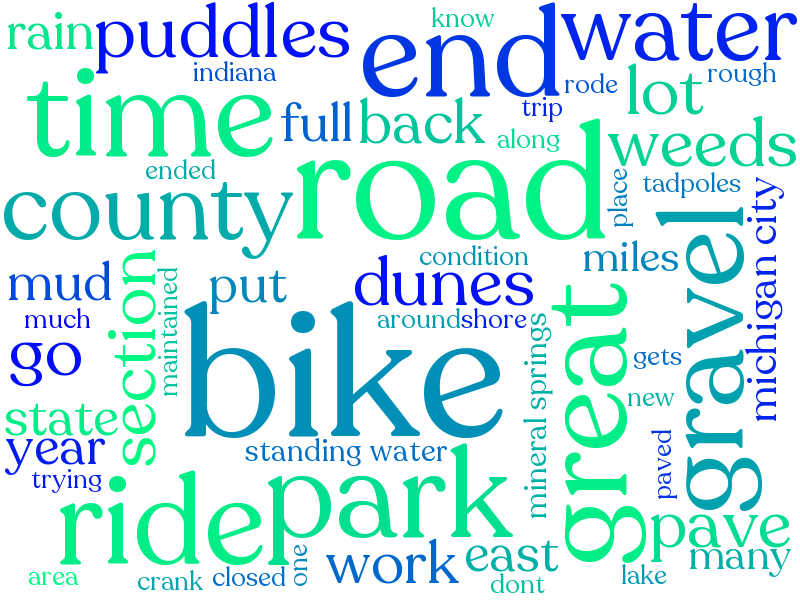 rain
puddles
know
end
water
indiana
time
full
back
trip
rode
rough
lot
along
weeds
ended
road
county
place
tadpoles
michigan city
gravel
condition
miles
mud
section
maintained
put
dunes
much
bike
around
shore
great
mineral springs
go
gets
new
state
year
standing water
paved
trying
ride
park
pave
work
east
many
area
crank
closed
one
dont
lake